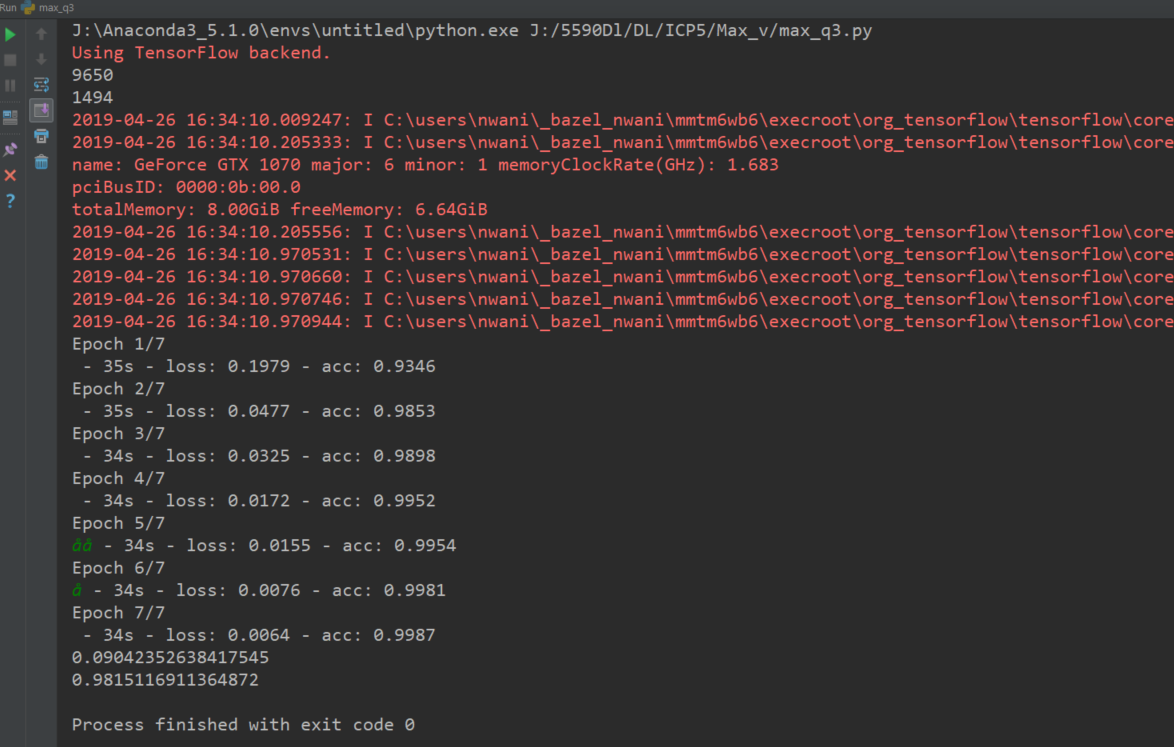 Run max_q3
J:\Anaconda3_5.1.0\envs\untitled\python.exe J:/5590Dl/DL/ICP5/Max_v/max_q3.py
Using TensorFlow backend.
9650
1494
2019-04-26 16:34:10.009247: I C:\users\nwani\_bazel_nwani\mmtm6wb6\execroot\org_tensorflow\tensorflow\core
2019-04-26 16:34:10.205333: I C:\users\nwani\_bazel_nwani\mmtm6wb6\execroot\org_tensorflow\tensorflow\core
name: GeForce GTX 1070 major: 6 minor: 1 memoryClockRate(GHz): 1.683
pciBusID: 0000:0b:00.0
totalMemory: 8.00GiB freeMemory: 6.64GiB
2019-04-26 16:34:10.205556: I C:\users\nwani\_bazel_nwani\mmtm6wb6\execroot\org_tensorflow\tensorflow\core
2019-04-26 16:34:10.970531: I C:\users\nwani\_bazel_nwani\mmtm6wb6\execroot\org_tensorflow\tensorflow\core
2019-04-26 16:34:10.970660: I C:\users\nwani\_bazel_nwani\mmtm6wb6\execroot\org_tensorflow\tensorflow\core
2019-04-26 16:34:10.970746: I C:\users\nwani\_bazel_nwani\mmtm6wb6\execroot\org_tensorflow\tensorflow\core
2019-04-26 16:34:10.970944: I C:\users\nwani\_bazel_nwani\mmtm6wb6\execroot\org_tensorflow\tensorflow\core
Epoch 1/7
- 35s - loss: 0.1979 - acc: 0.9346
Epoch 2/7
- 35s - loss: 0.0477 - acc: 0.9853
Epoch 3/7
- 34s - loss: 0.0325 - acc: 0.9898
Epoch 4/7
- 34s - loss: 0.0172 - acc: 0.9952
Epoch 5/7
åå - 34s - loss: 0.0155 - acc: 0.9954
Epoch 6/7
å - 34s - loss: 0.0076 - acc: 0.9981
Epoch 7/7
- 34s - loss: 0.0064 - acc: 0.9987
0.09042352638417545
0.9815116911364872
Process finished with exit code 0